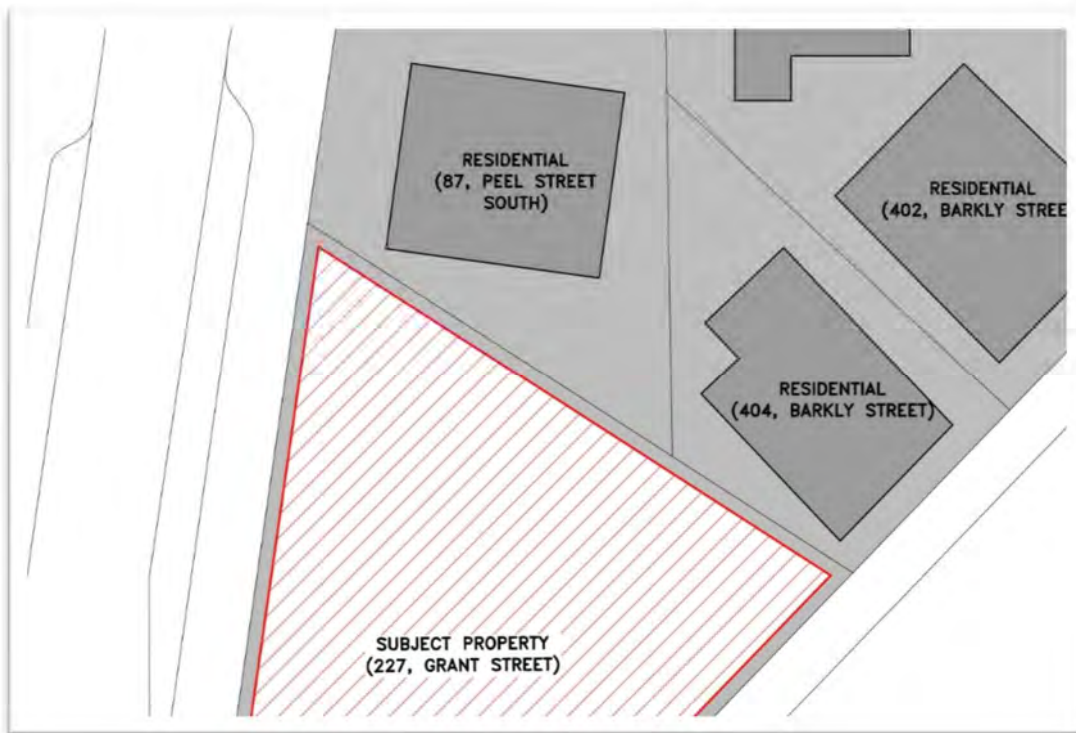 RESIDENTIAL
(87, PEEL STREET
SOUTH)
RESIDENTIAL
(402, BARKLY STREE
RESIDENTIAL
(404, BARKLY STREET)
SUBJECT PROPERTY
(227, GRANT STREET)